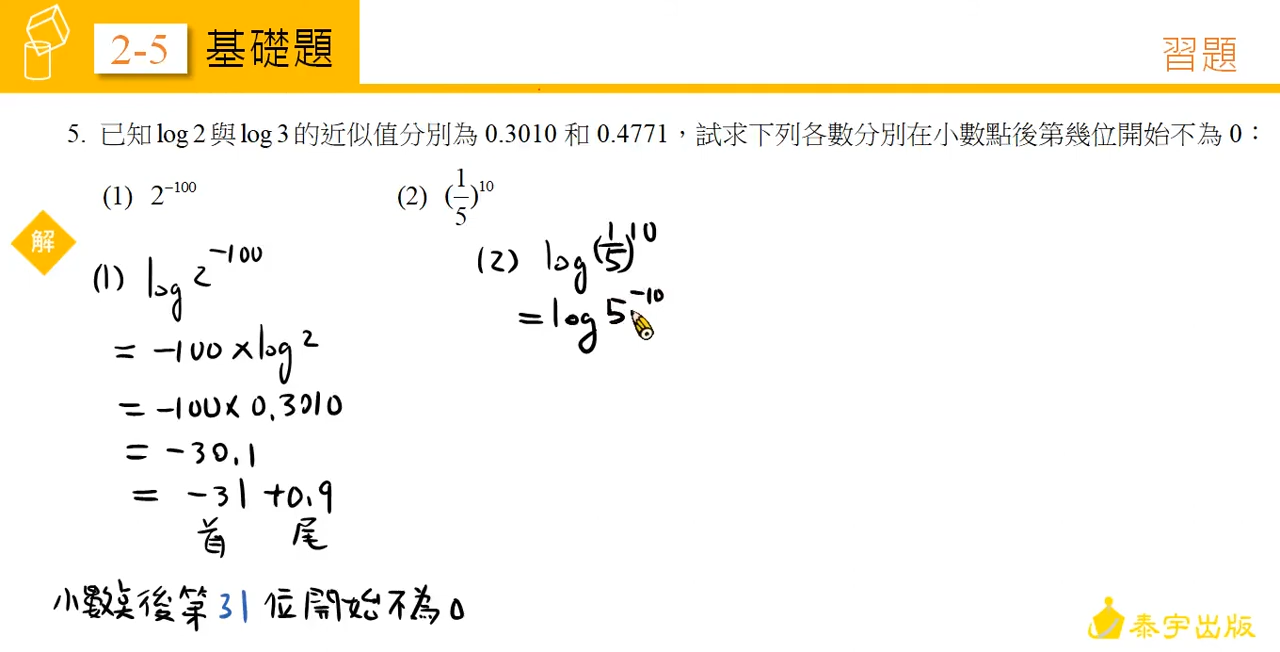 2-5 基礎題
習題
5. 已知 log 2 與 log 3 的近似值分別為 0.3010 和 0.4771，試求下列各數分別在小數點後第幾位開始不為 0：
(1) 2⁻¹⁰⁰ (2) (1/5)¹⁰
解
(1) log 2⁻¹⁰⁰
= -100 × log 2
= -100 × 0.3010
= -30.1
= -31 + 0.9
首 尾
小數点後第 31 位開始不為 0
(2) log (1/5)¹⁰
= log 5⁻¹⁰
泰宇出版